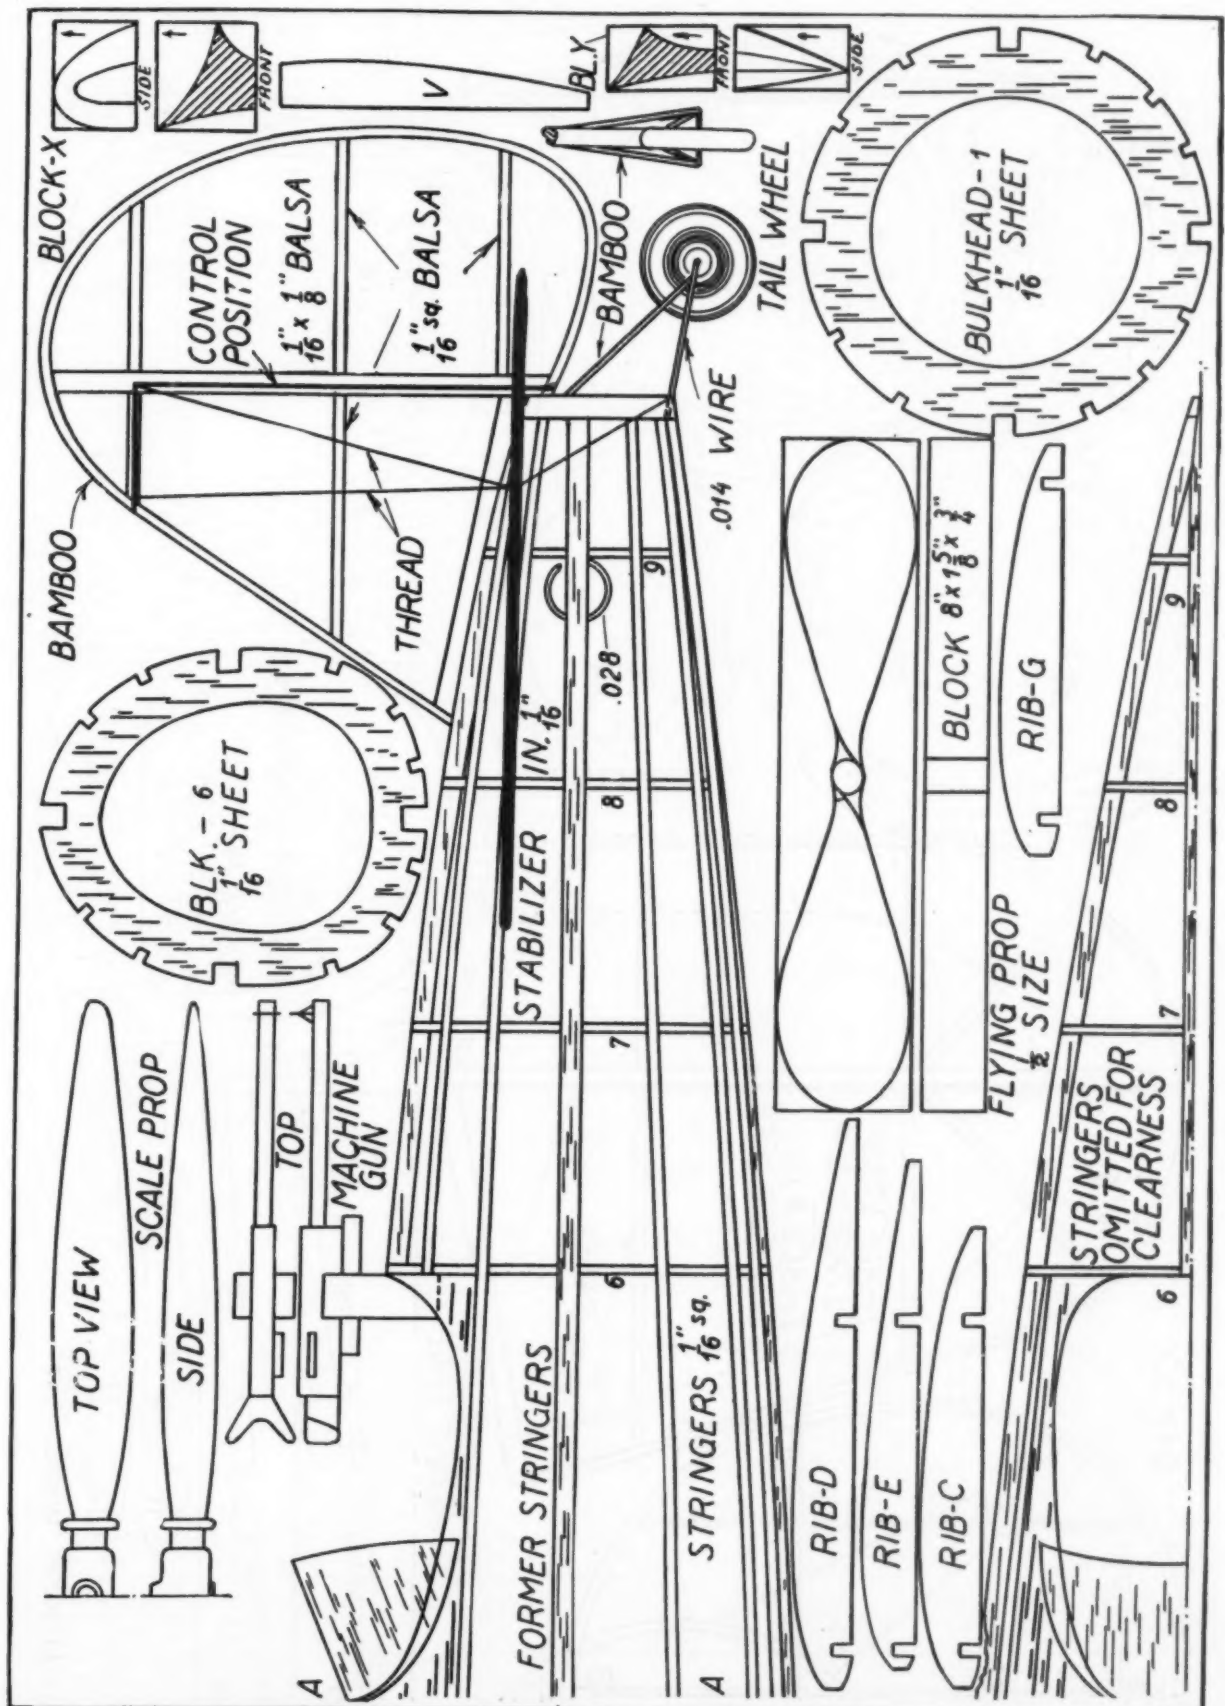 BLOCK-X
SIDE
FRONT
V
BL.Y
FRONT
SIDE
BAMBOO
CONTROL
POSITION
1/16" x 1/8" BALSA
1/16" sq. BALSA
THREAD
BAMBOO
TAIL WHEEL
.014 WIRE
BULKHEAD-1
1/16" SHEET
BLK.-6
1/16" SHEET
IN. 1/16"
.028
STABILIZER
9
8
7
6
TOP VIEW
SCALE PROP
SIDE
TOP
MACHINE
GUN
FORMER STRINGERS
STRINGERS 1/16" sq.
A
A
BLOCK 8" x 1 5/8" x 3/4"
FLYING PROP
1/2 SIZE
RIB-G
RIB-D
RIB-E
RIB-C
STRINGERS
OMITTED FOR
CLEARNESS
9
8
7
6